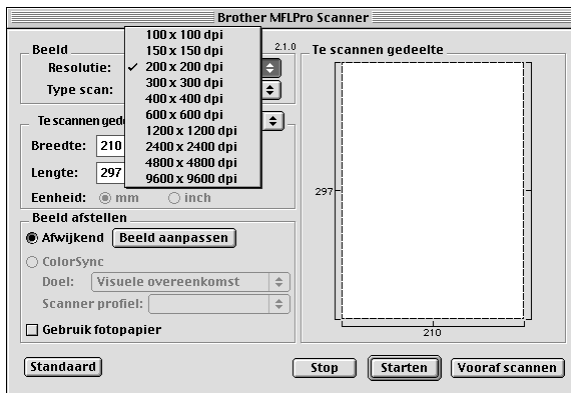 Brother MFLPro Scanner
Beeld
2.1.0
Resolutie:
Type scan:
100 x 100 dpi
150 x 150 dpi
✓ 200 x 200 dpi
300 x 300 dpi
400 x 400 dpi
600 x 600 dpi
1200 x 1200 dpi
2400 x 2400 dpi
4800 x 4800 dpi
9600 x 9600 dpi
Te scannen
Breedte: 210
Lengte: 297
Eenheid: mm inch
Beeld afstellen
Afwijkend Beeld aanpassen
ColorSync
Doel: Visuele overeenkomst
Scanner profiel:
Gebruik fotopapier
Te scannen gedeelte
297
210
Standaard
Stop Starten Vooraf scannen